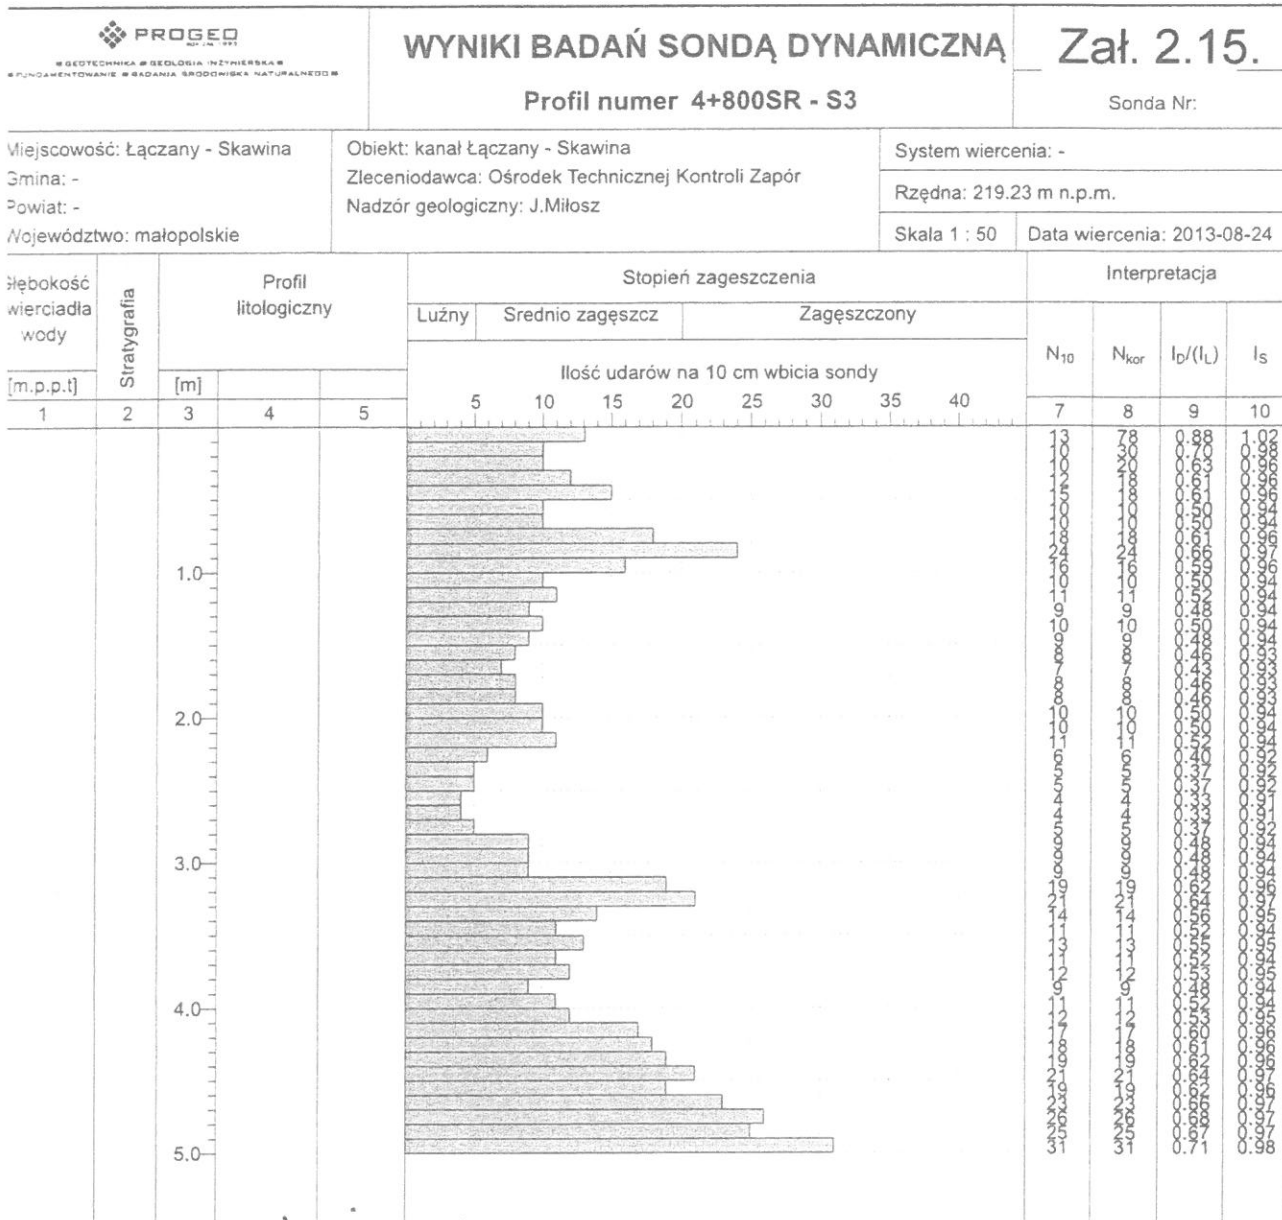 PROGEO
GEOTECHNIKA GEOLOGIA INŻYNIERSKA
FUNDAMENTOWANIE BADANIA ŚRODOWISKA NATURALNEGO
WYNIKI BADAŃ SONDĄ DYNAMICZNĄ
Profil numer 4+800SR - S3
Zał. 2.15.
Sonda Nr:
Miejscowość: Łączany - Skawina
Gmina: -
Powiat: -
Województwo: małopolskie
Obiekt: kanał Łączany - Skawina
Zleceniodawca: Ośrodek Technicznej Kontroli Zapór
Nadzór geologiczny: J.Miłosz
System wiercenia: -
Rzędna: 219.23 m n.p.m.
Skala 1 : 50 Data wiercenia: 2013-08-24
Głębokość
zwierciadła
wody
[m.p.p.t]
Stratygrafia
Profil
litologiczny
[m]
Stopień zageszczenia
Luźny Srednio zagęszcz Zagęszczony
Ilość udarów na 10 cm wbicia sondy
5 10 15 20 25 30 35 40
Interpretacja
N10 Nkor ID/(IL) IS
1 2 3 4 5 7 8 9 10
13 78 0.88 1.02
10 30 0.70 0.98
10 20 0.63 0.96
12 18 0.61 0.96
15 18 0.61 0.96
10 10 0.50 0.94
10 10 0.50 0.94
18 18 0.61 0.96
24 24 0.66 0.97
16 16 0.59 0.96
1.0
10 10 0.50 0.94
11 11 0.52 0.94
9 9 0.48 0.94
10 10 0.50 0.94
9 9 0.48 0.94
8 8 0.46 0.93
7 7 0.43 0.93
8 8 0.46 0.93
8 8 0.46 0.93
10 10 0.50 0.94
2.0
10 10 0.50 0.94
11 11 0.52 0.94
6 6 0.40 0.92
5 5 0.37 0.92
5 5 0.37 0.92
4 4 0.33 0.91
4 4 0.33 0.91
5 5 0.37 0.92
9 9 0.48 0.94
9 9 0.48 0.94
3.0
9 9 0.48 0.94
19 19 0.62 0.96
21 21 0.64 0.97
14 14 0.56 0.95
11 11 0.52 0.94
13 13 0.55 0.95
11 11 0.52 0.94
12 12 0.53 0.95
9 9 0.48 0.94
11 11 0.52 0.94
4.0
12 12 0.53 0.95
17 17 0.60 0.96
18 18 0.61 0.96
19 19 0.62 0.96
21 21 0.64 0.97
19 19 0.62 0.96
23 23 0.66 0.97
26 26 0.68 0.97
25 25 0.67 0.97
31 31 0.71 0.98
5.0